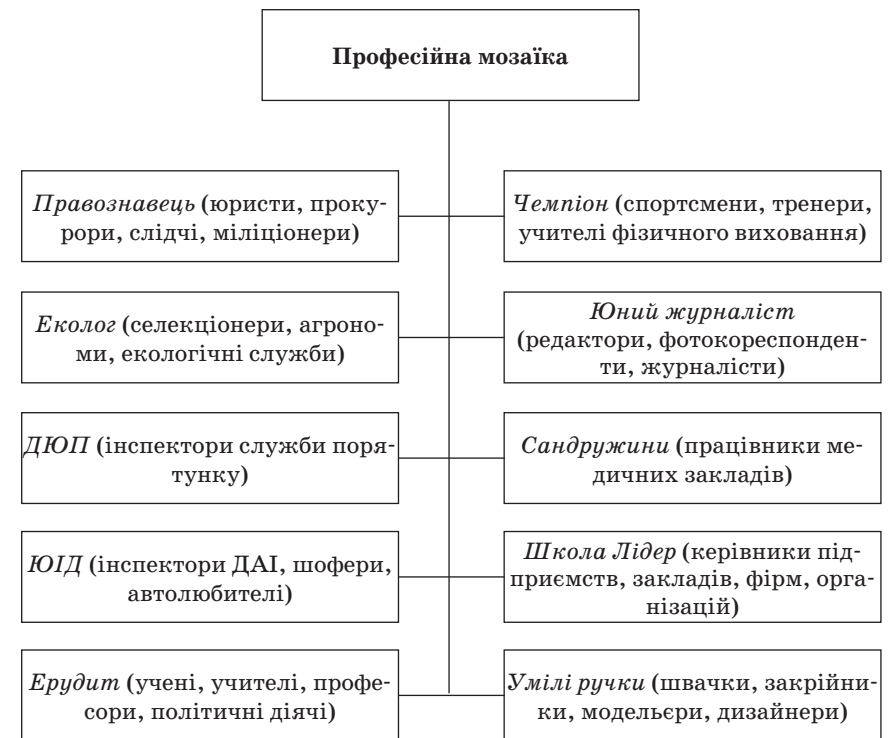 Професійна мозаїка
Правознавець (юристи, проку-
рори, слідчі, міліціонери)
Чемпіон (спортсмени, тренери,
учителі фізичного виховання)
Еколог (селекціонери, агроно-
ми, екологічні служби)
Юний журналіст
(редактори, фотокореспонден-
ти, журналісти)
ДЮП (інспектори служби поря-
тунку)
Сандружини (працівники ме-
дичних закладів)
ЮІД (інспектори ДАІ, шофери,
автолюбителі)
Школа Лідер (керівники під-
приємств, закладів, фірм, орга-
нізацій)
Ерудит (учені, учителі, профе-
сори, політичні діячі)
Умілі ручки (швачки, закрійни-
ки, модельєри, дизайнери)